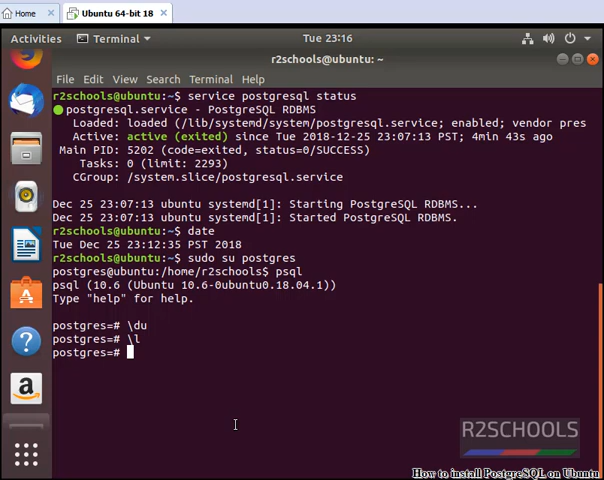 Home
Ubuntu 64-bit 18
Activities
Terminal
Tue 23:16
r2schools@ubuntu: ~
File Edit View Search Terminal Help
r2schools@ubuntu:~$ service postgresql status
postgresql.service - PostgreSQL RDBMS
Loaded: loaded (/lib/systemd/system/postgresql.service; enabled; vendor pres
Active: active (exited) since Tue 2018-12-25 23:07:13 PST; 4min 43s ago
Main PID: 5202 (code=exited, status=0/SUCCESS)
Tasks: 0 (limit: 2293)
CGroup: /system.slice/postgresql.service
Dec 25 23:07:13 ubuntu systemd[1]: Starting PostgreSQL RDBMS...
Dec 25 23:07:13 ubuntu systemd[1]: Started PostgreSQL RDBMS.
r2schools@ubuntu:~$ date
Tue Dec 25 23:12:35 PST 2018
r2schools@ubuntu:~$ sudo su postgres
postgres@ubuntu:/home/r2schools$ psql
psql (10.6 (Ubuntu 10.6-0ubuntu0.18.04.1))
Type "help" for help.
postgres=# \du
postgres=# \l
postgres=#
R2SCHOOLS
How to install PostgreSQL on Ubuntu